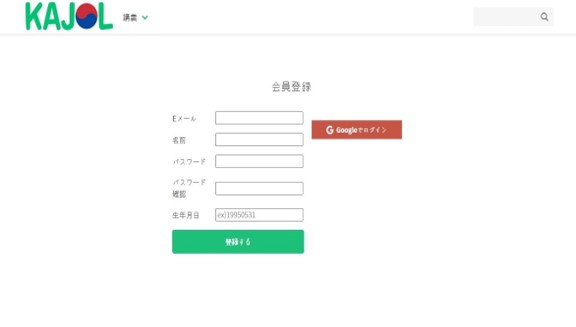 KAJOL
講義
会員登録
Eメール
Googleでログイン
名前
パスワード
パスワード
確認
生年月日
ex)19950531
登録する